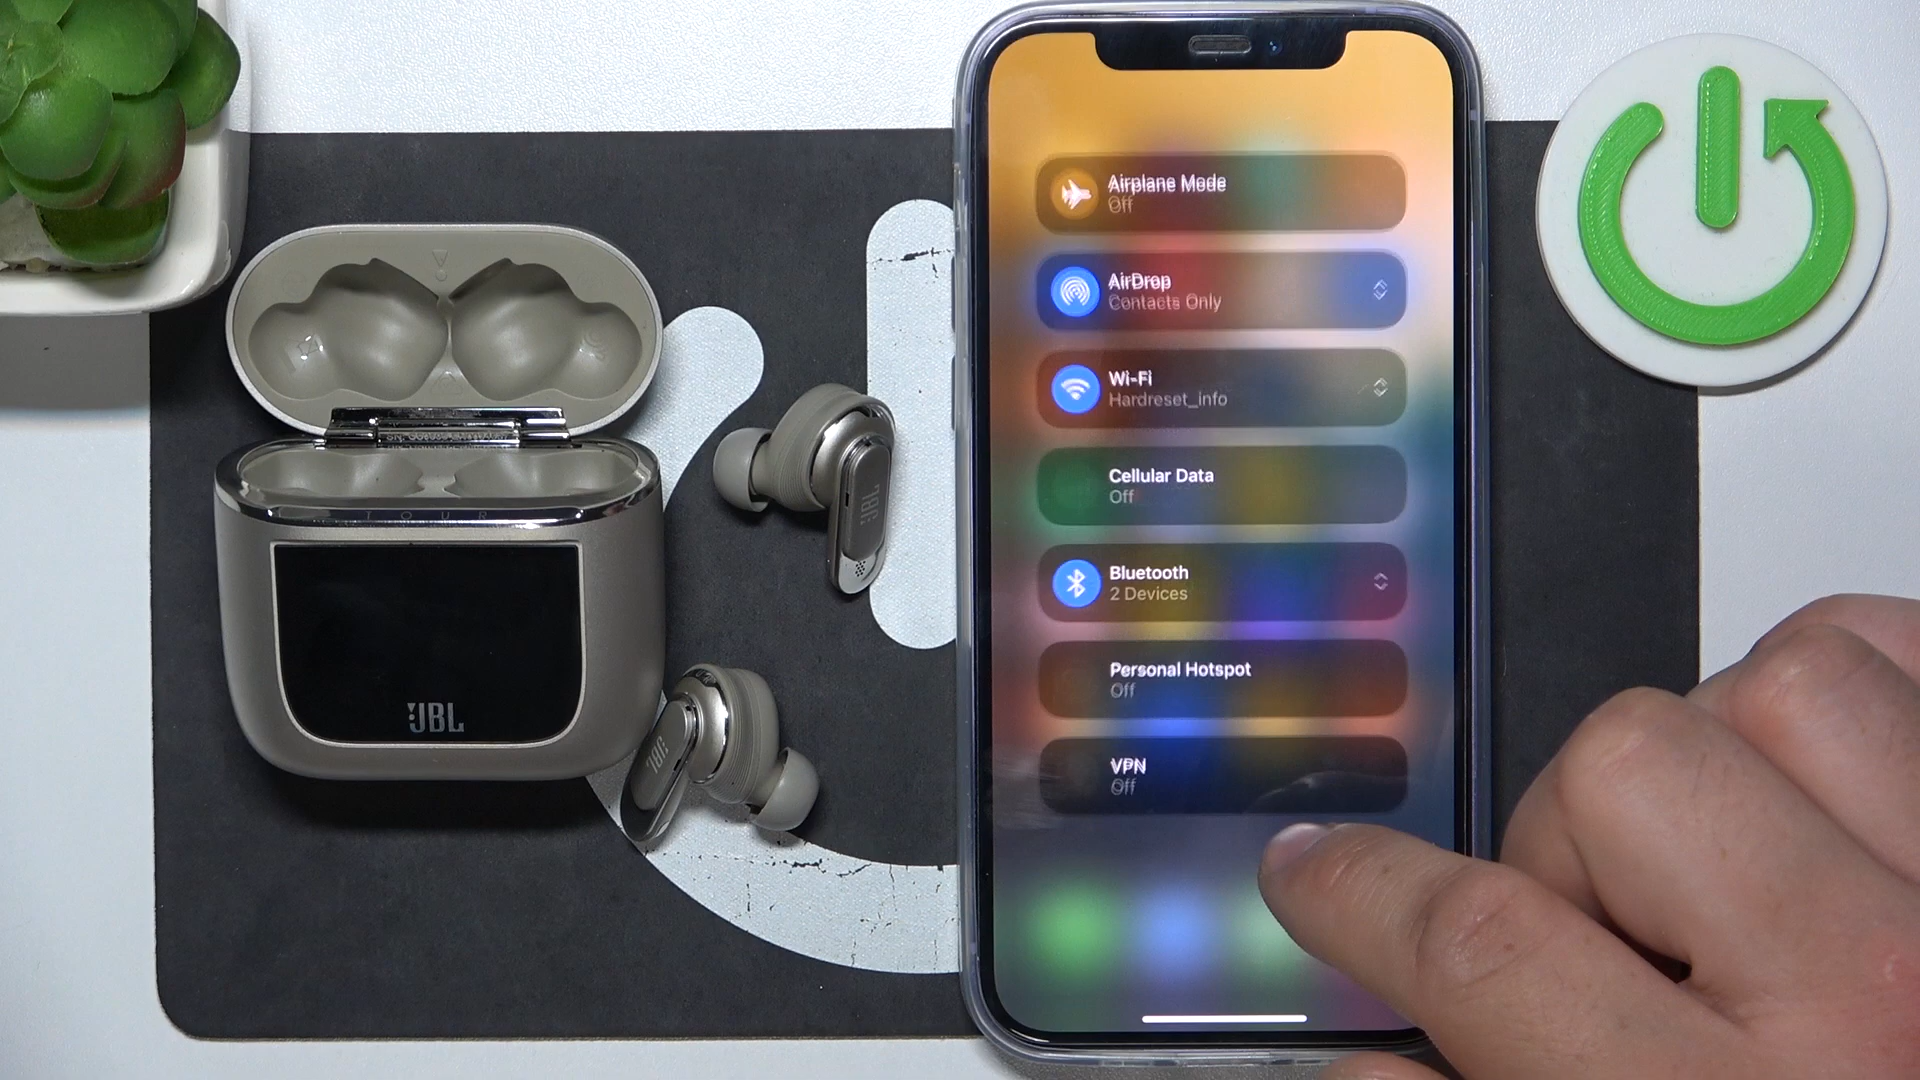 TOUR
JBL
JBL
JBL
Airplane Mode
Off
AirDrop
Contacts Only
Wi-Fi
Hardreset_info
Cellular Data
Off
Bluetooth
2 Devices
Personal Hotspot
Off
VPN
Off